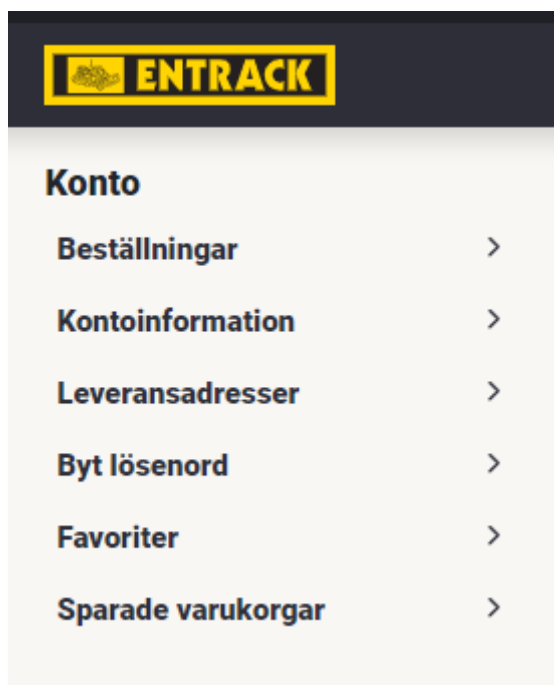 ENTRACK
Konto
Beställningar
Kontoinformation
Leveransadresser
Byt lösenord
Favoriter
Sparade varukorgar